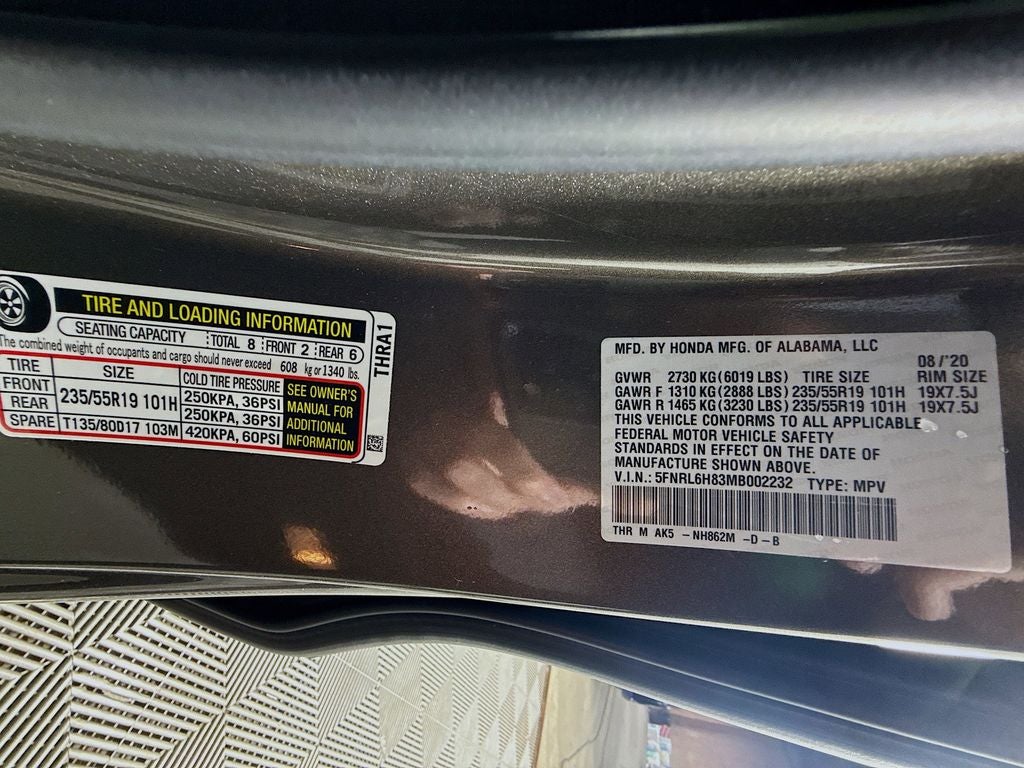 TIRE AND LOADING INFORMATION
SEATING CAPACITY TOTAL 8 FRONT 2 REAR 6
The combined weight of occupants and cargo should never exceed 608 kg or 1340 lbs.
TIRE SIZE COLD TIRE PRESSURE
FRONT 235/55R19 101H 250KPA, 36PSI
REAR 250KPA, 36PSI
SPARE T135/80D17 103M 420KPA, 60PSI
SEE OWNER'S
MANUAL FOR
ADDITIONAL
INFORMATION
THRA1
MFD. BY HONDA MFG. OF ALABAMA, LLC 08/'20
GVWR 2730 KG(6019 LBS) TIRE SIZE RIM SIZE
GAWR F 1310 KG(2888 LBS) 235/55R19 101H 19X7.5J
GAWR R 1465 KG(3230 LBS) 235/55R19 101H 19X7.5J
THIS VEHICLE CONFORMS TO ALL APPLICABLE
FEDERAL MOTOR VEHICLE SAFETY
STANDARDS IN EFFECT ON THE DATE OF
MANUFACTURE SHOWN ABOVE.
V.I.N.: 5FNRL6H83MB002232 TYPE: MPV
THR M AK5 -NH862M -D-B